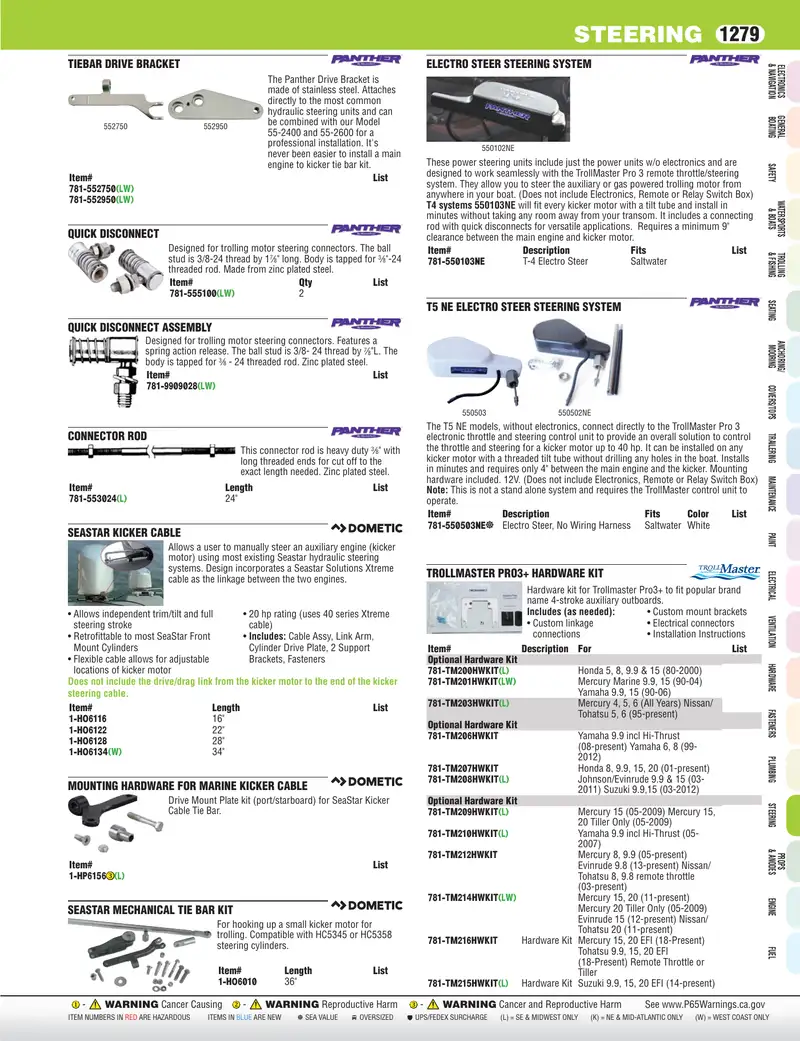 STEERING 1279
TIEBAR DRIVE BRACKET
PANTHER
552750
552950
The Panther Drive Bracket is
made of stainless steel. Attaches
directly to the most common
hydraulic steering units and can
be combined with our Model
55-2400 and 55-2600 for a
professional installation. It's
never been easier to install a main
engine to kicker tie bar kit.
Item# List
781-552750(LW)
781-552950(LW)
QUICK DISCONNECT
PANTHER
Designed for trolling motor steering connectors. The ball
stud is 3/8-24 thread by 1⅞" long. Body is tapped for ⅜"-24
threaded rod. Made from zinc plated steel.
Item# Qty List
781-555100(LW) 2
QUICK DISCONNECT ASSEMBLY
PANTHER
Designed for trolling motor steering connectors. Features a
spring action release. The ball stud is 3/8- 24 thread by ⅞"L. The
body is tapped for ⅜ - 24 threaded rod. Zinc plated steel.
Item# List
781-9909028(LW)
CONNECTOR ROD
PANTHER
This connector rod is heavy duty ⅜" with
long threaded ends for cut off to the
exact length needed. Zinc plated steel.
Item# Length List
781-553024(L) 24"
SEASTAR KICKER CABLE
DOMETIC
Allows a user to manually steer an auxiliary engine (kicker
motor) using most existing Seastar hydraulic steering
systems. Design incorporates a Seastar Solutions Xtreme
cable as the linkage between the two engines.
• Allows independent trim/tilt and full
steering stroke
• Retrofittable to most SeaStar Front
Mount Cylinders
• Flexible cable allows for adjustable
locations of kicker motor
• 20 hp rating (uses 40 series Xtreme
cable)
• Includes: Cable Assy, Link Arm,
Cylinder Drive Plate, 2 Support
Brackets, Fasteners
Does not include the drive/drag link from the kicker motor to the end of the kicker
steering cable.
Item# Length List
1-HO6116 16"
1-HO6122 22"
1-HO6128 28"
1-HO6134(W) 34"
MOUNTING HARDWARE FOR MARINE KICKER CABLE
DOMETIC
Drive Mount Plate kit (port/starboard) for SeaStar Kicker
Cable Tie Bar.
Item# List
1-HP6156 3 (L)
SEASTAR MECHANICAL TIE BAR KIT
DOMETIC
For hooking up a small kicker motor for
trolling. Compatible with HC5345 or HC5358
steering cylinders.
Item# Length List
1-HO6010 36"
ELECTRO STEER STEERING SYSTEM
PANTHER
PANTHER
550102NE
These power steering units include just the power units w/o electronics and are
designed to work seamlessly with the TrollMaster Pro 3 remote throttle/steering
system. They allow you to steer the auxiliary or gas powered trolling motor from
anywhere in your boat. (Does not include Electronics, Remote or Relay Switch Box)
T4 systems 550103NE will fit every kicker motor with a tilt tube and install in
minutes without taking any room away from your transom. It includes a connecting
rod with quick disconnects for versatile applications. Requires a minimum 9"
clearance between the main engine and kicker motor.
Item# Description Fits List
781-550103NE T-4 Electro Steer Saltwater
T5 NE ELECTRO STEER STEERING SYSTEM
PANTHER
550503
550502NE
The T5 NE models, without electronics, connect directly to the TrollMaster Pro 3
electronic throttle and steering control unit to provide an overall solution to control
the throttle and steering for a kicker motor up to 40 hp. It can be installed on any
kicker motor with a threaded tilt tube without drilling any holes in the boat. Installs
in minutes and requires only 4" between the main engine and the kicker. Mounting
hardware included. 12V. (Does not include Electronics, Remote or Relay Switch Box)
Note: This is not a stand alone system and requires the TrollMaster control unit to
operate.
Item# Description Fits Color List
781-550503NE Electro Steer, No Wiring Harness Saltwater White
TROLLMASTER PRO3+ HARDWARE KIT
TROLLMaster
Hardware kit for Trollmaster Pro3+ to fit popular brand
name 4-stroke auxiliary outboards.
Includes (as needed):
• Custom linkage
connections
• Custom mount brackets
• Electrical connectors
• Installation Instructions
Item# Description For List
Optional Hardware Kit
781-TM200HWKIT(L) Honda 5, 8, 9.9 & 15 (80-2000)
781-TM201HWKIT(LW) Mercury Marine 9.9, 15 (90-04)
Yamaha 9.9, 15 (90-06)
781-TM203HWKIT(L) Mercury 4, 5, 6 (All Years) Nissan/
Tohatsu 5, 6 (95-present)
Optional Hardware Kit
781-TM206HWKIT Yamaha 9.9 incl Hi-Thrust
(08-present) Yamaha 6, 8 (99-
2012)
781-TM207HWKIT Honda 8, 9.9, 15, 20 (01-present)
781-TM208HWKIT(L) Johnson/Evinrude 9.9 & 15 (03-
2011) Suzuki 9.9,15 (03-2012)
Optional Hardware Kit
781-TM209HWKIT(L) Mercury 15 (05-2009) Mercury 15,
20 Tiller Only (05-2009)
781-TM210HWKIT(L) Yamaha 9.9 incl Hi-Thrust (05-
2007)
781-TM212HWKIT Mercury 8, 9.9 (05-present)
Evinrude 9.8 (13-present) Nissan/
Tohatsu 8, 9.8 remote throttle
(03-present)
781-TM214HWKIT(LW) Mercury 15, 20 (11-present)
Mercury 20 Tiller Only (05-2009)
Evinrude 15 (12-present) Nissan/
Tohatsu 20 (11-present)
781-TM216HWKIT Hardware Kit Mercury 15, 20 EFI (18-Present)
Tohatsu 9.9, 15, 20 EFI
(18-Present) Remote Throttle or
Tiller
781-TM215HWKIT(L) Hardware Kit Suzuki 9.9, 15, 20 EFI (14-present)
ELECTRONICS
& NAVIGATION
GENERAL
BOATING
SAFETY
WATERSPORTS
& BOATS
TROLLING
& FISHING
SEATING
ANCHORING/
MOORING
COVERS/TOPS
TRAILERING
MAINTENANCE
PAINT
ELECTRICAL
VENTILATION
HARDWARE
FASTENERS
PLUMBING
STEERING
PROPS
& ANODES
ENGINE
FUEL
1 - WARNING Cancer Causing 2 - WARNING Reproductive Harm 3 - WARNING Cancer and Reproductive Harm See www.P65Warnings.ca.gov
ITEM NUMBERS IN RED ARE HAZARDOUS ITEMS IN BLUE ARE NEW SEA VALUE OVERSIZED UPS/FEDEX SURCHARGE (L) = SE & MIDWEST ONLY (K) = NE & MID-ATLANTIC ONLY (W) = WEST COAST ONLY